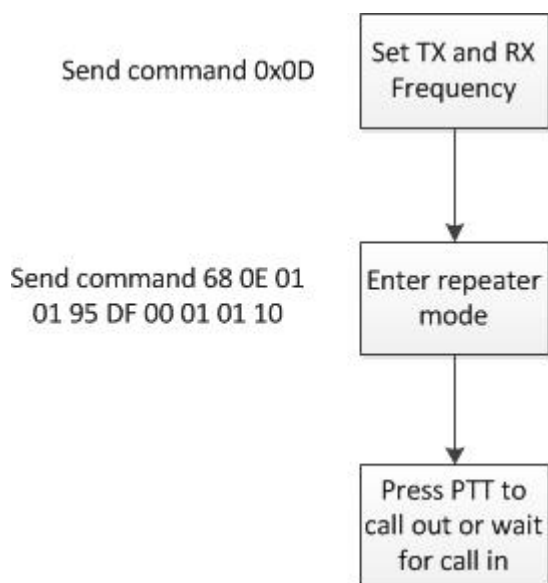 Send command 0x0D
Set TX and RX
Frequency
Send command 68 0E 01
01 95 DF 00 01 01 10
Enter repeater
mode
Press PTT to
call out or wait
for call in